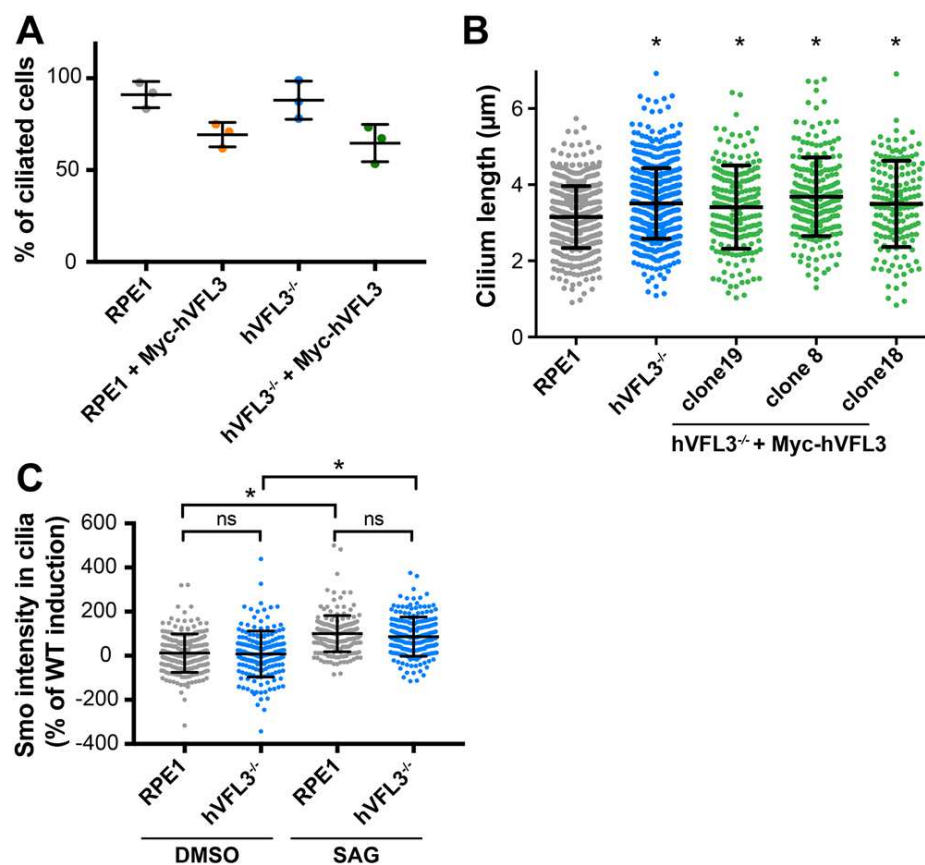 A
% of ciliated cells
100
50
0
RPE1
RPE1 + Myc-hVFL3
hVFL3-/-
hVFL3-/- + Myc-hVFL3
B
* * * *
Cilium length (µm)
8
6
4
2
0
RPE1
hVFL3-/-
clone19
clone 8
clone18
hVFL3-/- + Myc-hVFL3
C
*
*
ns
ns
Smo intensity in cilia
(% of WT induction)
600
400
200
0
-200
-400
RPE1
hVFL3-/-
RPE1
hVFL3-/-
DMSO
SAG